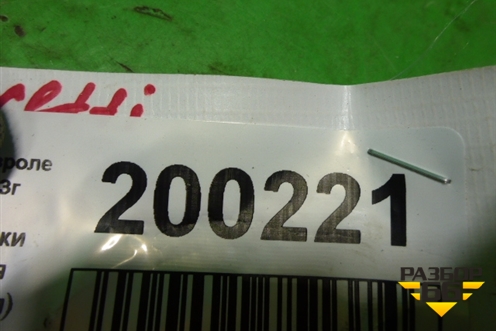 роле
3г
200221
ки
я
)
РАЗБОР